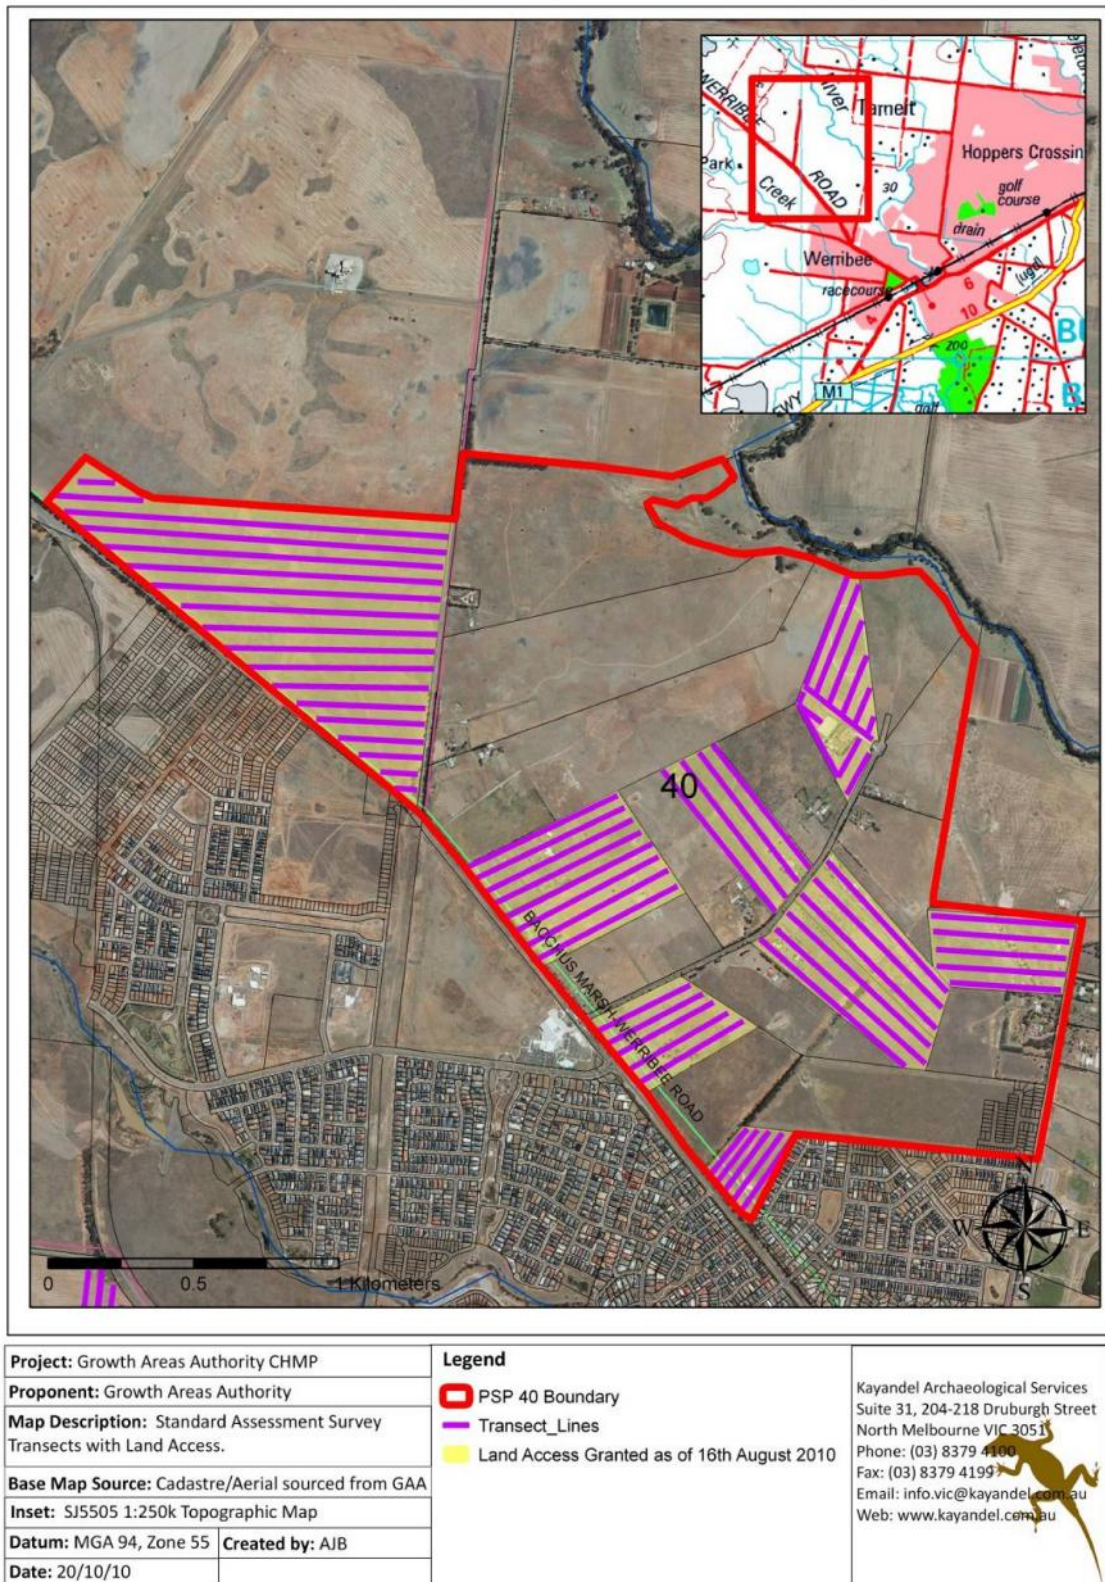 WERRIBEE
River
Tarneit
Hoppers Crossin
Park
Creek
ROAD
30
golf
course
drain
Werribee
racecourse
(ugd)
6
4
10
200
M1
FWY
golf
40
BACCHUS MARSH-WERRIBEE ROAD
N
W
E
S
0
0.5
1 Kilometers
Project: Growth Areas Authority CHMP
Proponent: Growth Areas Authority
Map Description: Standard Assessment Survey
Transects with Land Access.
Base Map Source: Cadastre/Aerial sourced from GAA
Inset: SJ5505 1:250k Topographic Map
Datum: MGA 94, Zone 55
Created by: AJB
Date: 20/10/10
Legend
PSP 40 Boundary
Transect_Lines
Land Access Granted as of 16th August 2010
Kayandel Archaeological Services
Suite 31, 204-218 Druburgh Street
North Melbourne VIC 3051
Phone: (03) 8379 4100
Fax: (03) 8379 4199
Email: info.vic@kayandel.com.au
Web: www.kayandel.com.au